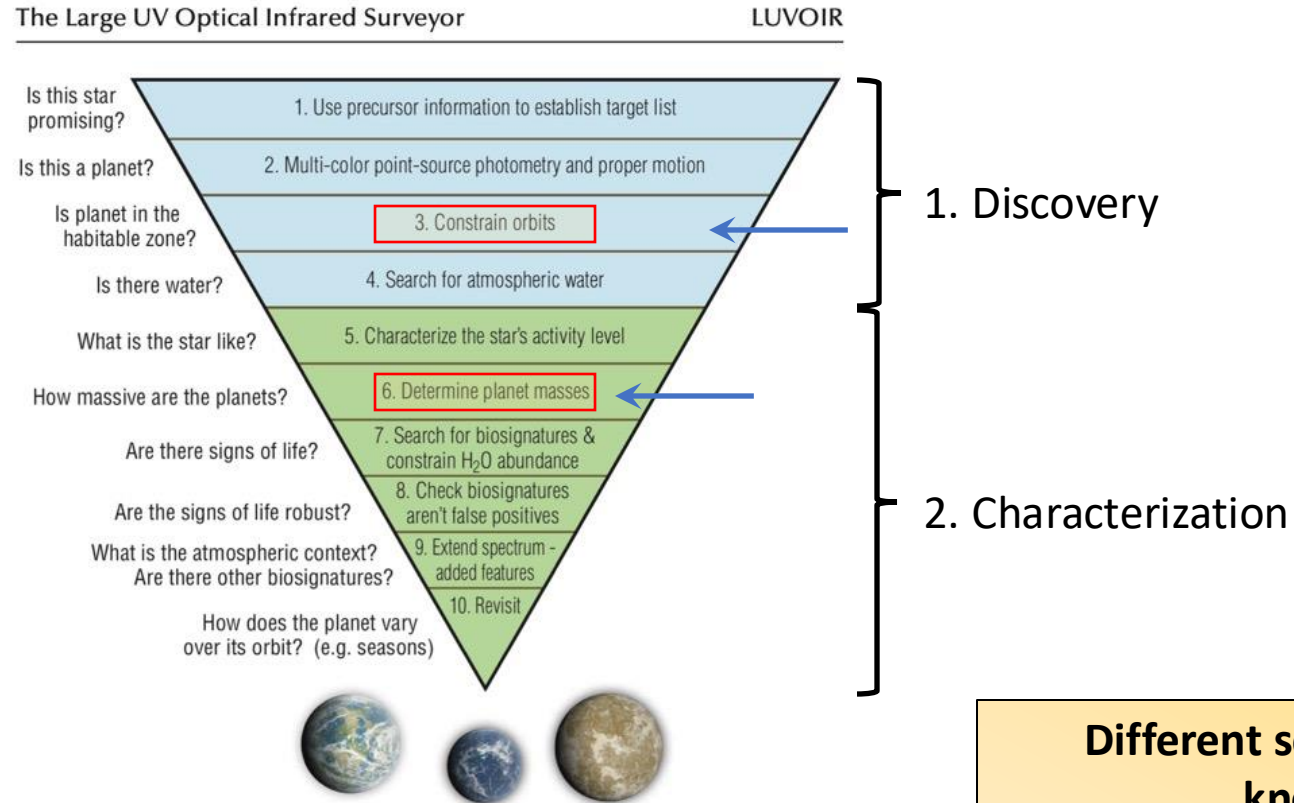 The Large UV Optical Infrared Surveyor LUVOIR
Is this star
promising?
1. Use precursor information to establish target list
Is this a planet?
2. Multi-color point-source photometry and proper motion
Is planet in the
habitable zone?
3. Constrain orbits
Is there water?
4. Search for atmospheric water
1. Discovery
What is the star like?
5. Characterize the star's activity level
How massive are the planets?
6. Determine planet masses
Are there signs of life?
7. Search for biosignatures &
constrain H₂O abundance
Are the signs of life robust?
8. Check biosignatures
aren't false positives
What is the atmospheric context?
Are there other biosignatures?
9. Extend spectrum -
added features
How does the planet vary
over its orbit? (e.g. seasons)
10. Revisit
2. Characterization
Different